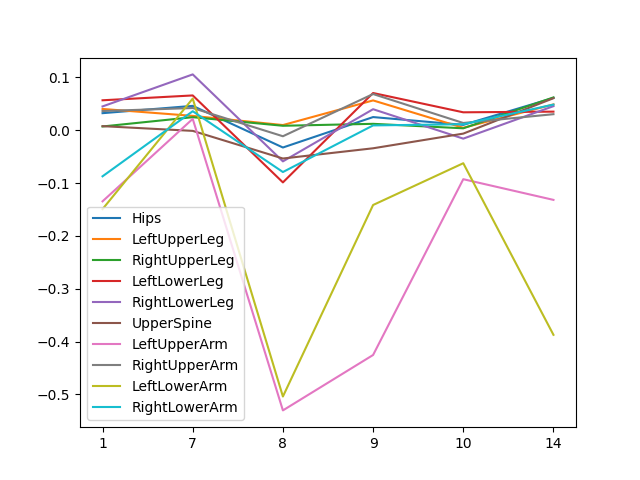 0.1
0.0
−0.1
−0.2
−0.3
−0.4
−0.5
Hips
LeftUpperLeg
RightUpperLeg
LeftLowerLeg
RightLowerLeg
UpperSpine
LeftUpperArm
RightUpperArm
LeftLowerArm
RightLowerArm
1 7 8 9 10 14